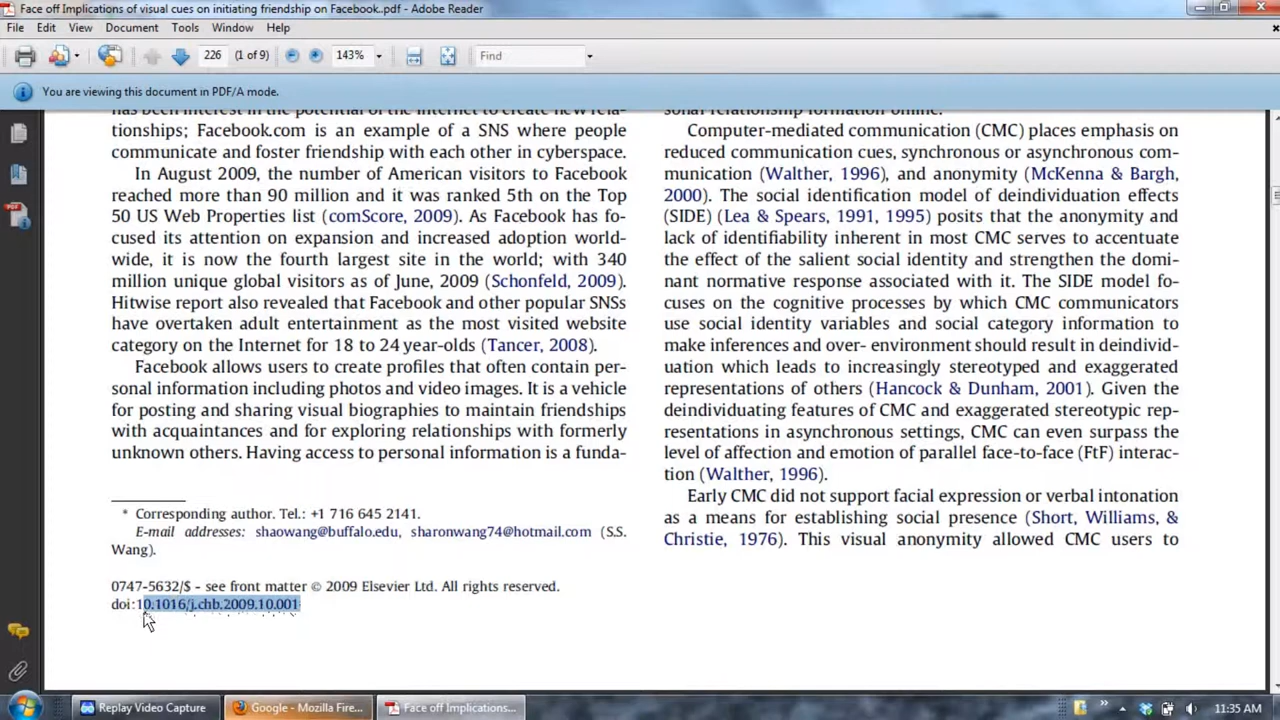 Face off Implications of visual cues on initiating friendship on Facebook..pdf - Adobe Reader
File Edit View Document Tools Window Help
226 (1 of 9) 143% Find
You are viewing this document in PDF/A mode.
has been interest in the potential of the internet to create new rela-
tionships; Facebook.com is an example of a SNS where people
communicate and foster friendship with each other in cyberspace.
In August 2009, the number of American visitors to Facebook
reached more than 90 million and it was ranked 5th on the Top
50 US Web Properties list (comScore, 2009). As Facebook has fo-
cused its attention on expansion and increased adoption world-
wide, it is now the fourth largest site in the world; with 340
million unique global visitors as of June, 2009 (Schonfeld, 2009).
Hitwise report also revealed that Facebook and other popular SNSs
have overtaken adult entertainment as the most visited website
category on the Internet for 18 to 24 year-olds (Tancer, 2008).
Facebook allows users to create profiles that often contain per-
sonal information including photos and video images. It is a vehicle
for posting and sharing visual biographies to maintain friendships
with acquaintances and for exploring relationships with formerly
unknown others. Having access to personal information is a funda-
* Corresponding author. Tel.: +1 716 645 2141.
E-mail addresses: shaowang@buffalo.edu, sharonwang74@hotmail.com (S.S.
Wang).
0747-5632/$ - see front matter © 2009 Elsevier Ltd. All rights reserved.
doi:10.1016/j.chb.2009.10.001
sonal relationship formation online.
Computer-mediated communication (CMC) places emphasis on
reduced communication cues, synchronous or asynchronous com-
munication (Walther, 1996), and anonymity (McKenna & Bargh,
2000). The social identification model of deindividuation effects
(SIDE) (Lea & Spears, 1991, 1995) posits that the anonymity and
lack of identifiability inherent in most CMC serves to accentuate
the effect of the salient social identity and strengthen the domi-
nant normative response associated with it. The SIDE model fo-
cuses on the cognitive processes by which CMC communicators
use social identity variables and social category information to
make inferences and over- environment should result in deindivid-
uation which leads to increasingly stereotyped and exaggerated
representations of others (Hancock & Dunham, 2001). Given the
deindividuating features of CMC and exaggerated stereotypic rep-
resentations in asynchronous settings, CMC can even surpass the
level of affection and emotion of parallel face-to-face (FtF) interac-
tion (Walther, 1996).
Early CMC did not support facial expression or verbal intonation
as a means for establishing social presence (Short, Williams, &
Christie, 1976). This visual anonymity allowed CMC users to
Replay Video Capture Google - Mozilla Fire... Face off Implications... 11:35 AM